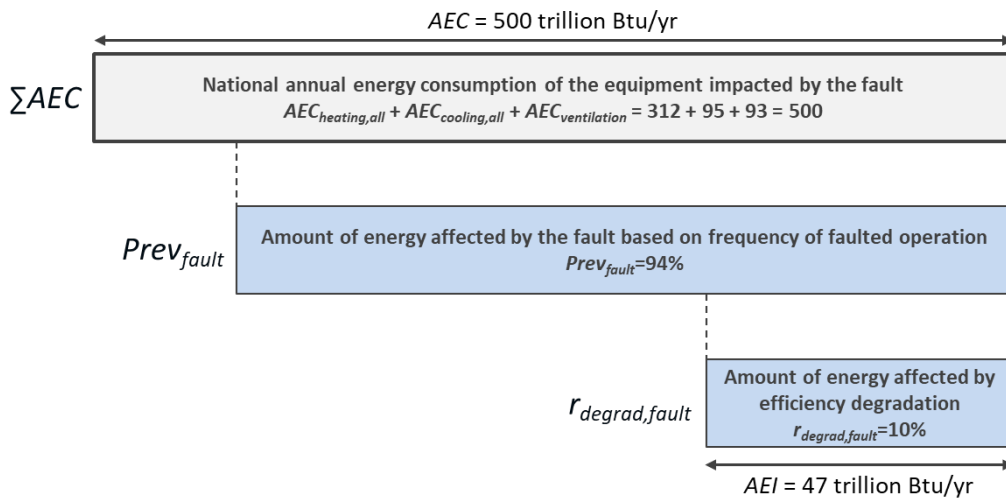 AEC = 500 trillion Btu/yr
∑AEC
National annual energy consumption of the equipment impacted by the fault
AECheating,all + AECcooling,all + AECventilation = 312 + 95 + 93 = 500
Prevfault
Amount of energy affected by the fault based on frequency of faulted operation
Prevfault=94%
rdegrad,fault
Amount of energy affected by
efficiency degradation
rdegrad,fault=10%
AEI = 47 trillion Btu/yr